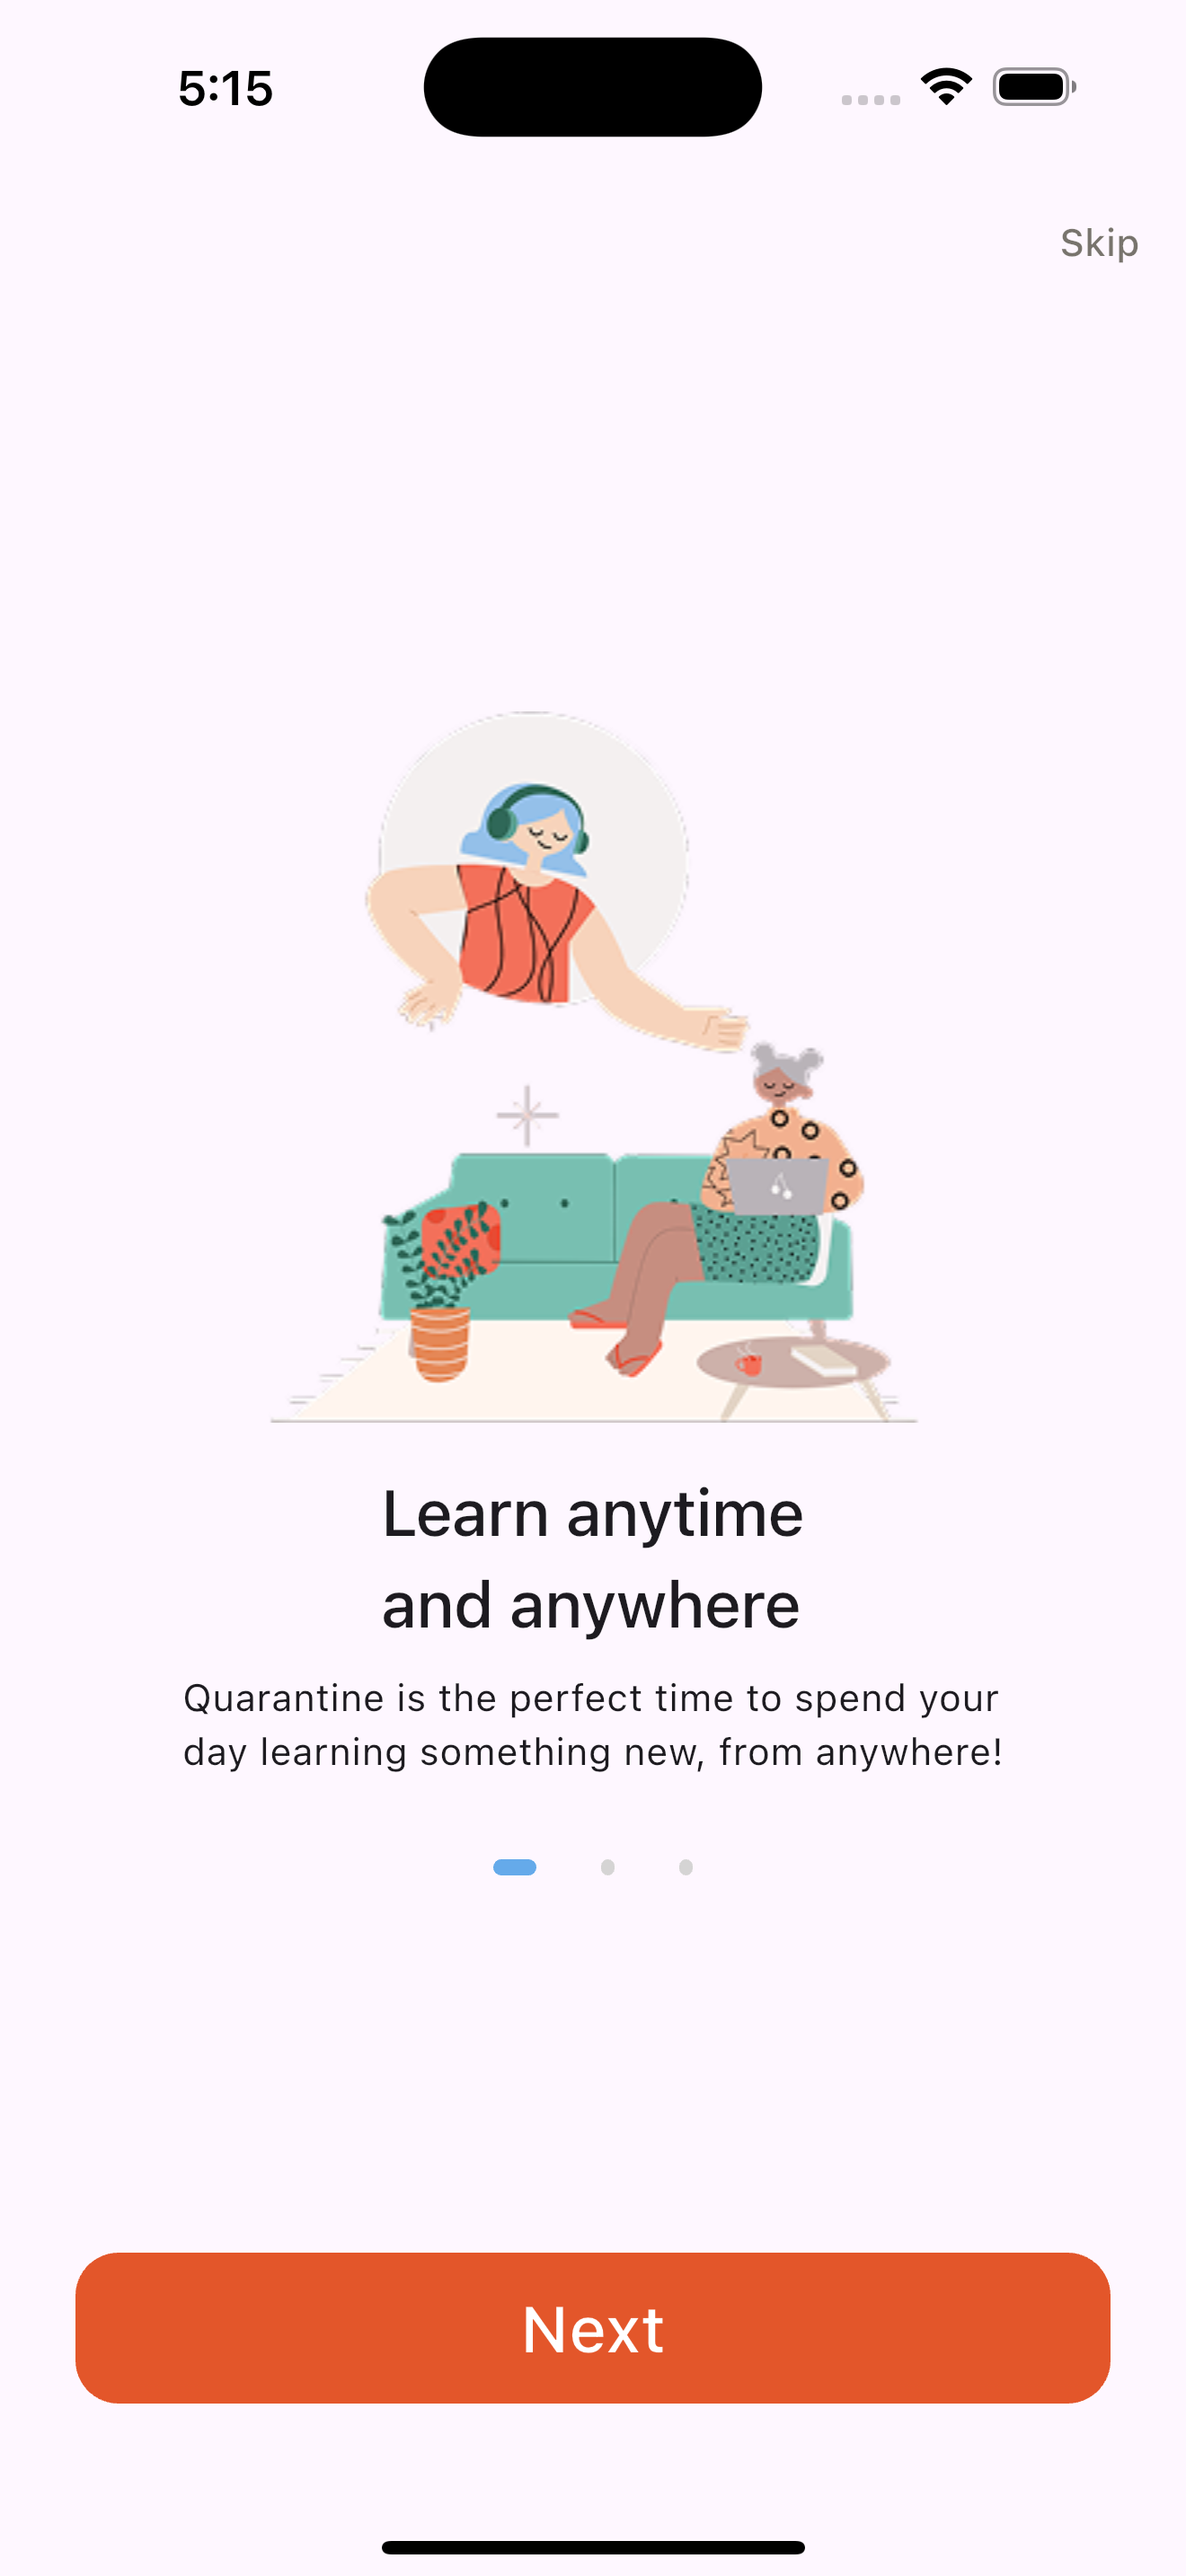 5:15
Skip
Learn anytime
and anywhere
Quarantine is the perfect time to spend your
day learning something new, from anywhere!
Next